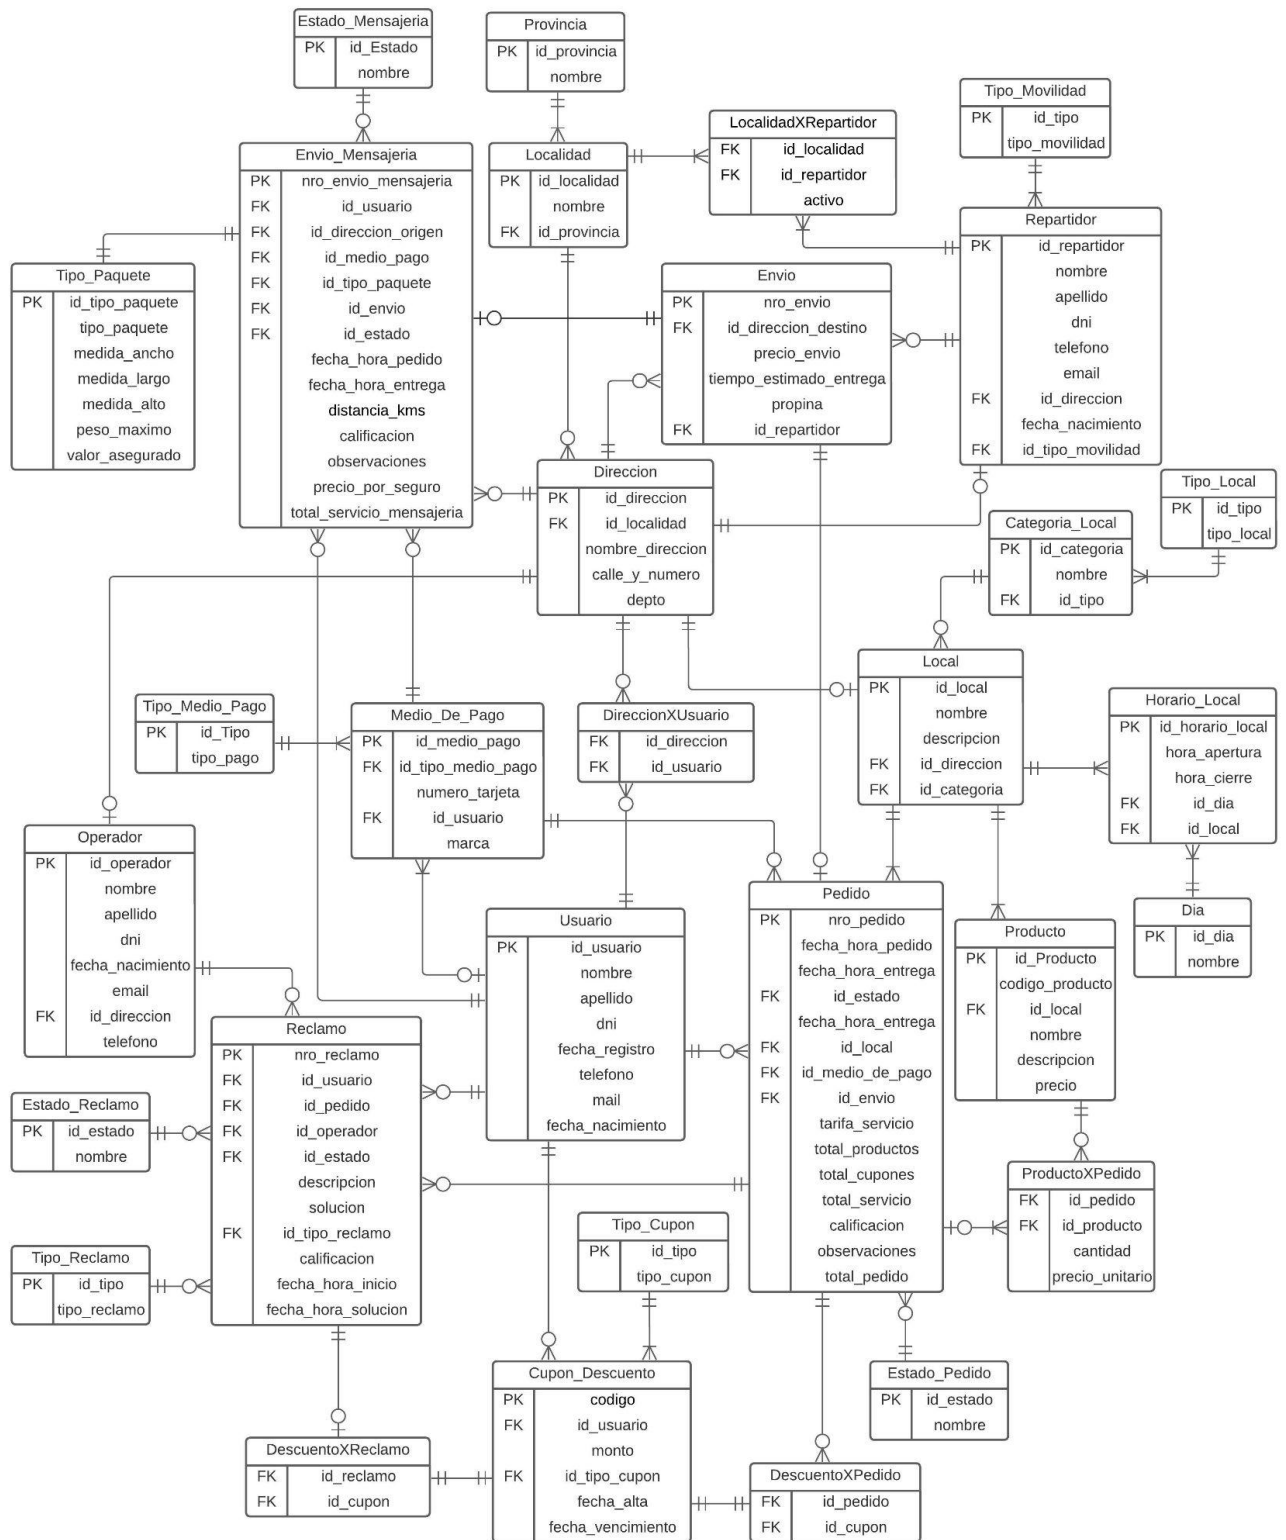 Estado_Mensajeria
PK id_Estado
nombre
Provincia
PK id_provincia
nombre
Tipo_Movilidad
PK id_tipo
tipo_movilidad
LocalidadXRepartidor
FK id_localidad
FK id_repartidor
activo
Envio_Mensajeria
PK nro_envio_mensajeria
FK id_usuario
FK id_direccion_origen
FK id_medio_pago
FK id_tipo_paquete
FK id_envio
FK id_estado
fecha_hora_pedido
fecha_hora_entrega
distancia_kms
calificacion
observaciones
precio_por_seguro
total_servicio_mensajeria
Localidad
PK id_localidad
nombre
FK id_provincia
Repartidor
PK id_repartidor
nombre
apellido
dni
telefono
email
FK id_direccion
fecha_nacimiento
FK id_tipo_movilidad
Tipo_Paquete
PK id_tipo_paquete
tipo_paquete
medida_ancho
medida_largo
medida_alto
peso_maximo
valor_asegurado
Envio
PK nro_envio
FK id_direccion_destino
precio_envio
tiempo_estimado_entrega
propina
FK id_repartidor
Direccion
PK id_direccion
FK id_localidad
nombre_direccion
calle_y_numero
depto
Tipo_Local
PK id_tipo
tipo_local
Categoria_Local
PK id_categoria
nombre
FK id_tipo
Local
PK id_local
nombre
descripcion
FK id_direccion
FK id_categoria
Horario_Local
PK id_horario_local
hora_apertura
hora_cierre
FK id_dia
FK id_local
Tipo_Medio_Pago
PK id_Tipo
tipo_pago
Medio_De_Pago
PK id_medio_pago
FK id_tipo_medio_pago
numero_tarjeta
FK id_usuario
marca
DireccionXUsuario
FK id_direccion
FK id_usuario
Operador
PK id_operador
nombre
apellido
dni
fecha_nacimiento
email
FK id_direccion
telefono
Usuario
PK id_usuario
nombre
apellido
dni
fecha_registro
telefono
mail
fecha_nacimiento
Pedido
PK nro_pedido
fecha_hora_pedido
fecha_hora_entrega
FK id_estado
fecha_hora_entrega
FK id_local
FK id_medio_de_pago
FK id_envio
tarifa_servicio
total_productos
total_cupones
total_servicio
calificacion
observaciones
total_pedido
Producto
PK id_Producto
codigo_producto
FK id_local
nombre
descripcion
precio
Dia
PK id_dia
nombre
Reclamo
PK nro_reclamo
FK id_usuario
FK id_pedido
FK id_operador
FK id_estado
descripcion
solucion
FK id_tipo_reclamo
calificacion
fecha_hora_inicio
fecha_hora_solucion
Estado_Reclamo
PK id_estado
nombre
Tipo_Reclamo
PK id_tipo
tipo_reclamo
ProductoXPedido
FK id_pedido
FK id_producto
cantidad
precio_unitario
Tipo_Cupon
PK id_tipo
tipo_cupon
Cupon_Descuento
PK codigo
FK id_usuario
monto
FK id_tipo_cupon
fecha_alta
fecha_vencimiento
Estado_Pedido
PK id_estado
nombre
DescuentoXReclamo
FK id_reclamo
FK id_cupon
DescuentoXPedido
FK id_pedido
FK id_cupon